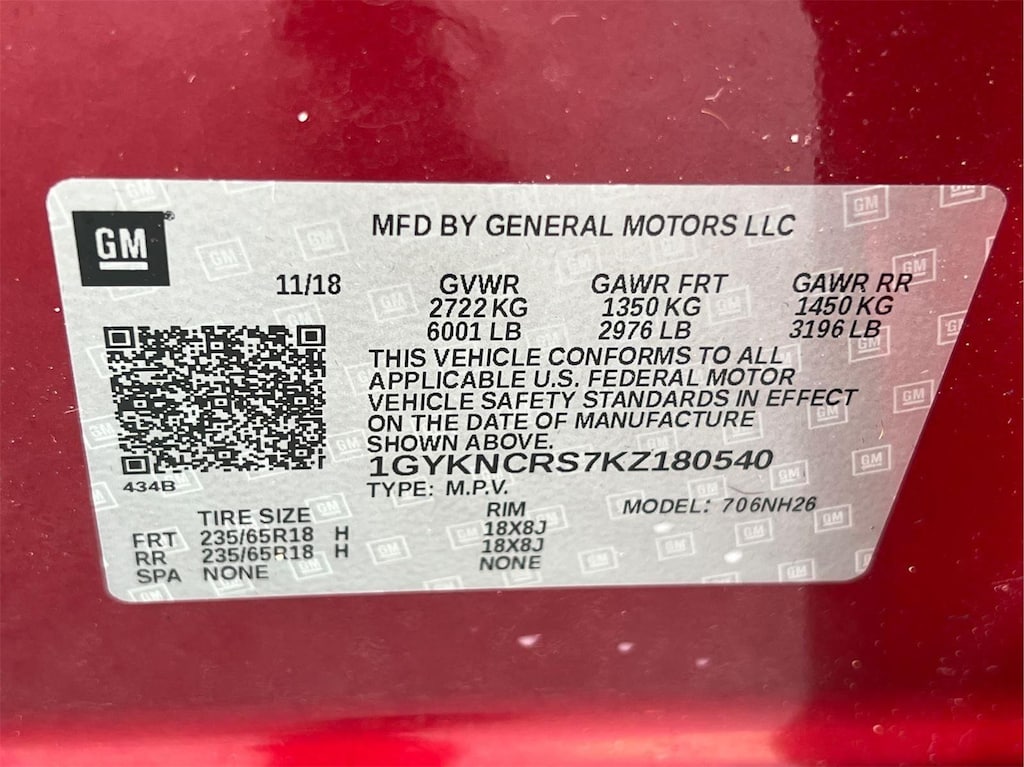 GM
MFD BY GENERAL MOTORS LLC
11/18 GVWR GAWR FRT GAWR RR
2722 KG 1350 KG 1450 KG
6001 LB 2976 LB 3196 LB
THIS VEHICLE CONFORMS TO ALL
APPLICABLE U.S. FEDERAL MOTOR
VEHICLE SAFETY STANDARDS IN EFFECT
ON THE DATE OF MANUFACTURE
SHOWN ABOVE.
1GYKNCRS7KZ180540
434B
TYPE: M.P.V.
MODEL: 706NH26
TIRE SIZE RIM
FRT 235/65R18 H 18X8J
RR 235/65R18 H 18X8J
SPA NONE NONE